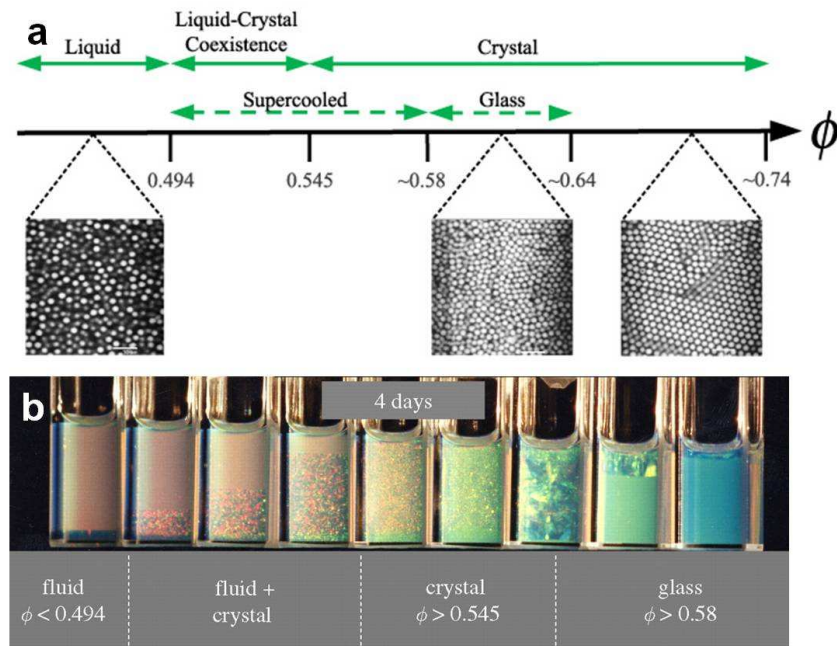 a
Liquid
Liquid-Crystal
Coexistence
Crystal
Supercooled
Glass
ϕ
0.494
0.545
~0.58
~0.64
~0.74
b
4 days
fluid
ϕ < 0.494
fluid +
crystal
crystal
ϕ > 0.545
glass
ϕ > 0.58